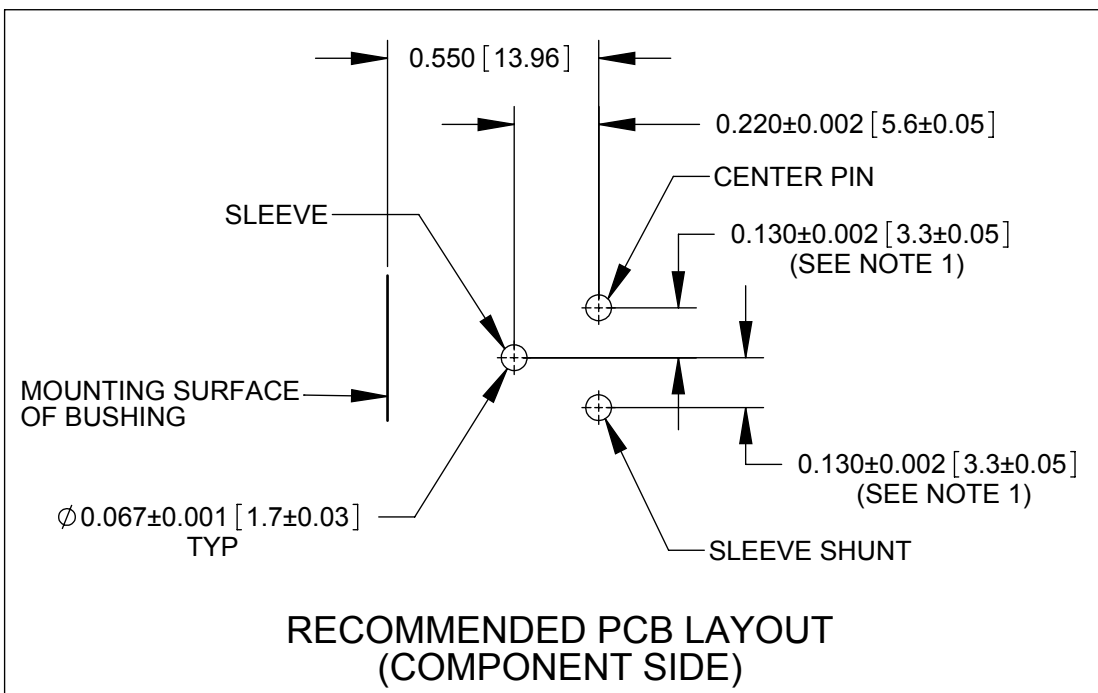 0.550 [13.96]
0.220±0.002 [5.6±0.05]
CENTER PIN
SLEEVE
0.130±0.002 [3.3±0.05]
(SEE NOTE 1)
MOUNTING SURFACE
OF BUSHING
0.130±0.002 [3.3±0.05]
(SEE NOTE 1)
∅0.067±0.001 [1.7±0.03]
TYP
SLEEVE SHUNT
RECOMMENDED PCB LAYOUT
(COMPONENT SIDE)